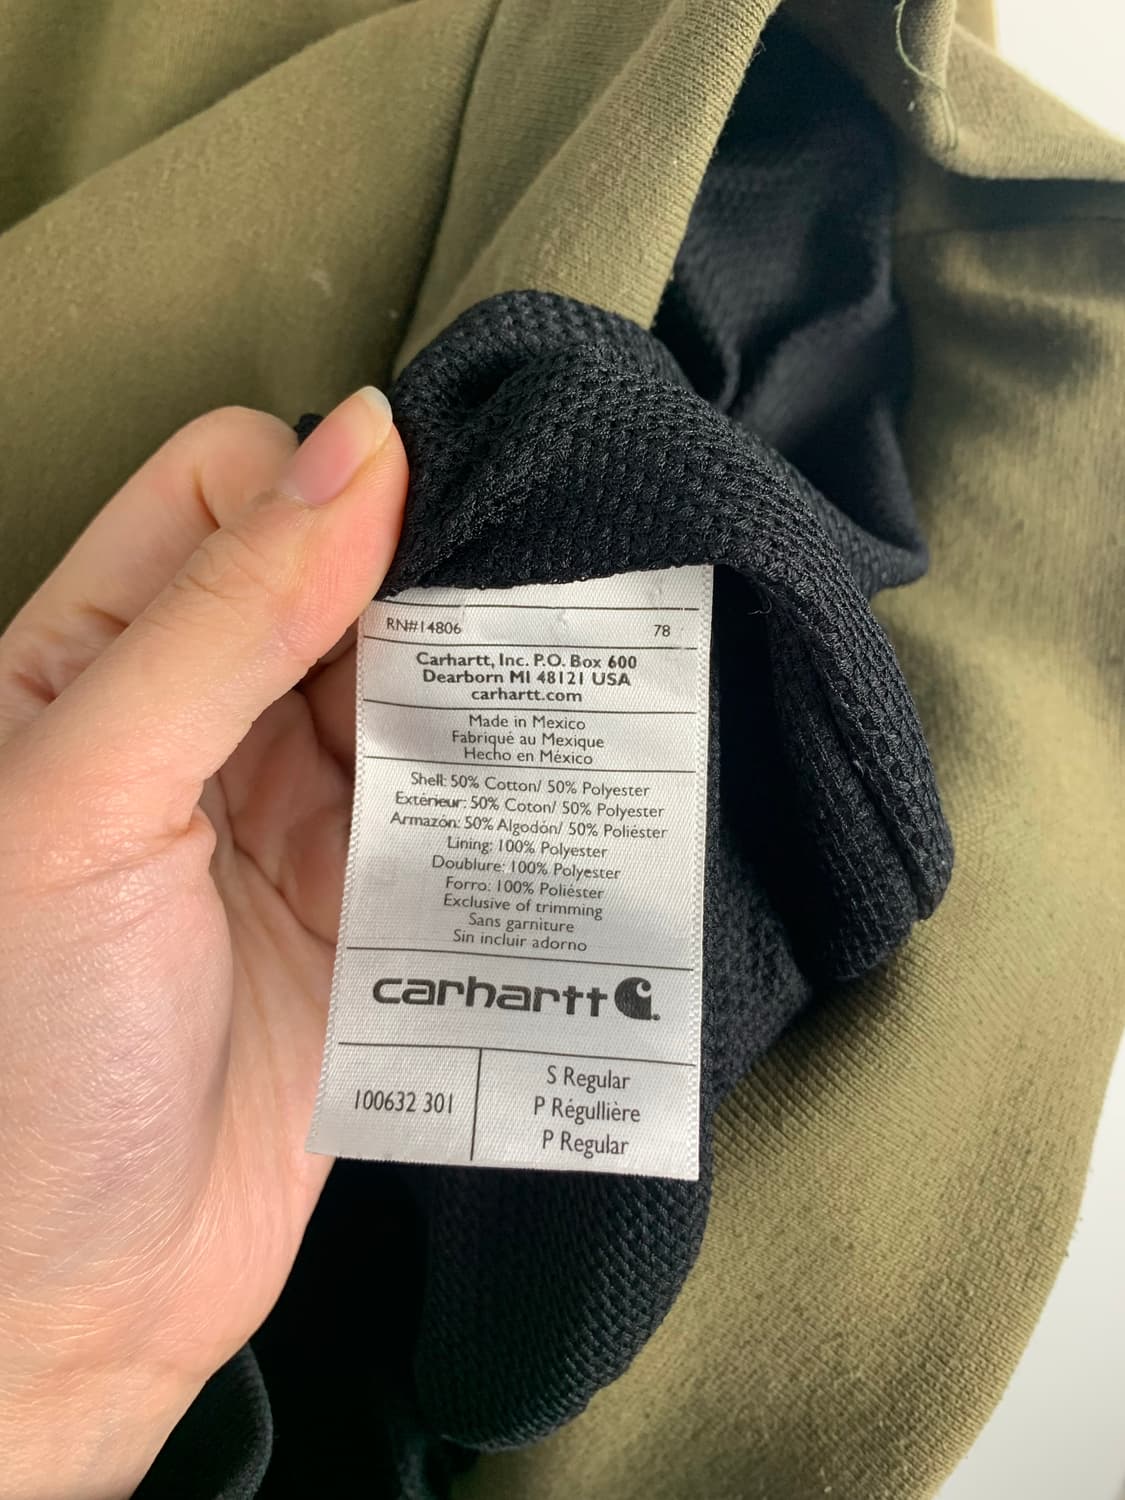 RN#14806 78
Carhartt, Inc. P.O. Box 600
Dearborn MI 48121 USA
carhartt.com
Made in Mexico
Fabriqué au Mexique
Hecho en México
Shell: 50% Cotton/ 50% Polyester
Extérieur: 50% Coton/ 50% Polyester
Armazón: 50% Algodón/ 50% Poliéster
Lining: 100% Polyester
Doublure: 100% Polyester
Forro: 100% Poliéster
Exclusive of trimming
Sans garniture
Sin incluir adorno
carhartt
100632 301
S Regular
P Régullière
P Regular